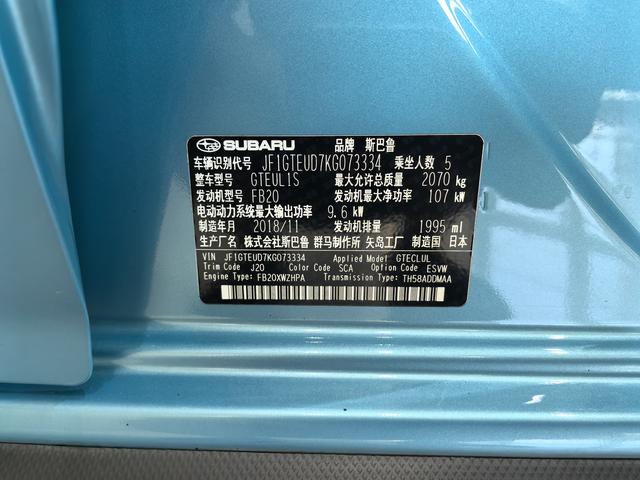 SUBARU 品牌 斯巴鲁
车辆识别代号 JF1GTEUD7KG073334 乘坐人数 5
整车型号 GTEUL1S 最大允许总质量 2070 kg
发动机型号 FB20 发动机最大净功率 107 kW
电动动力系统最大输出功率 9.6 kW
制造年月 2018/11 发动机排量 1995 ml
生产厂名 株式会社斯巴鲁 群马制作所 矢岛工厂 制造国 日本
VIN JF1GTEUD7KG073334 Applied Model GTECLUL
Trim Code J20 Color Code SCA Option Code ESVW
Engine Type: FB20XWZHPA Transmission Type: TH58ADDMAA